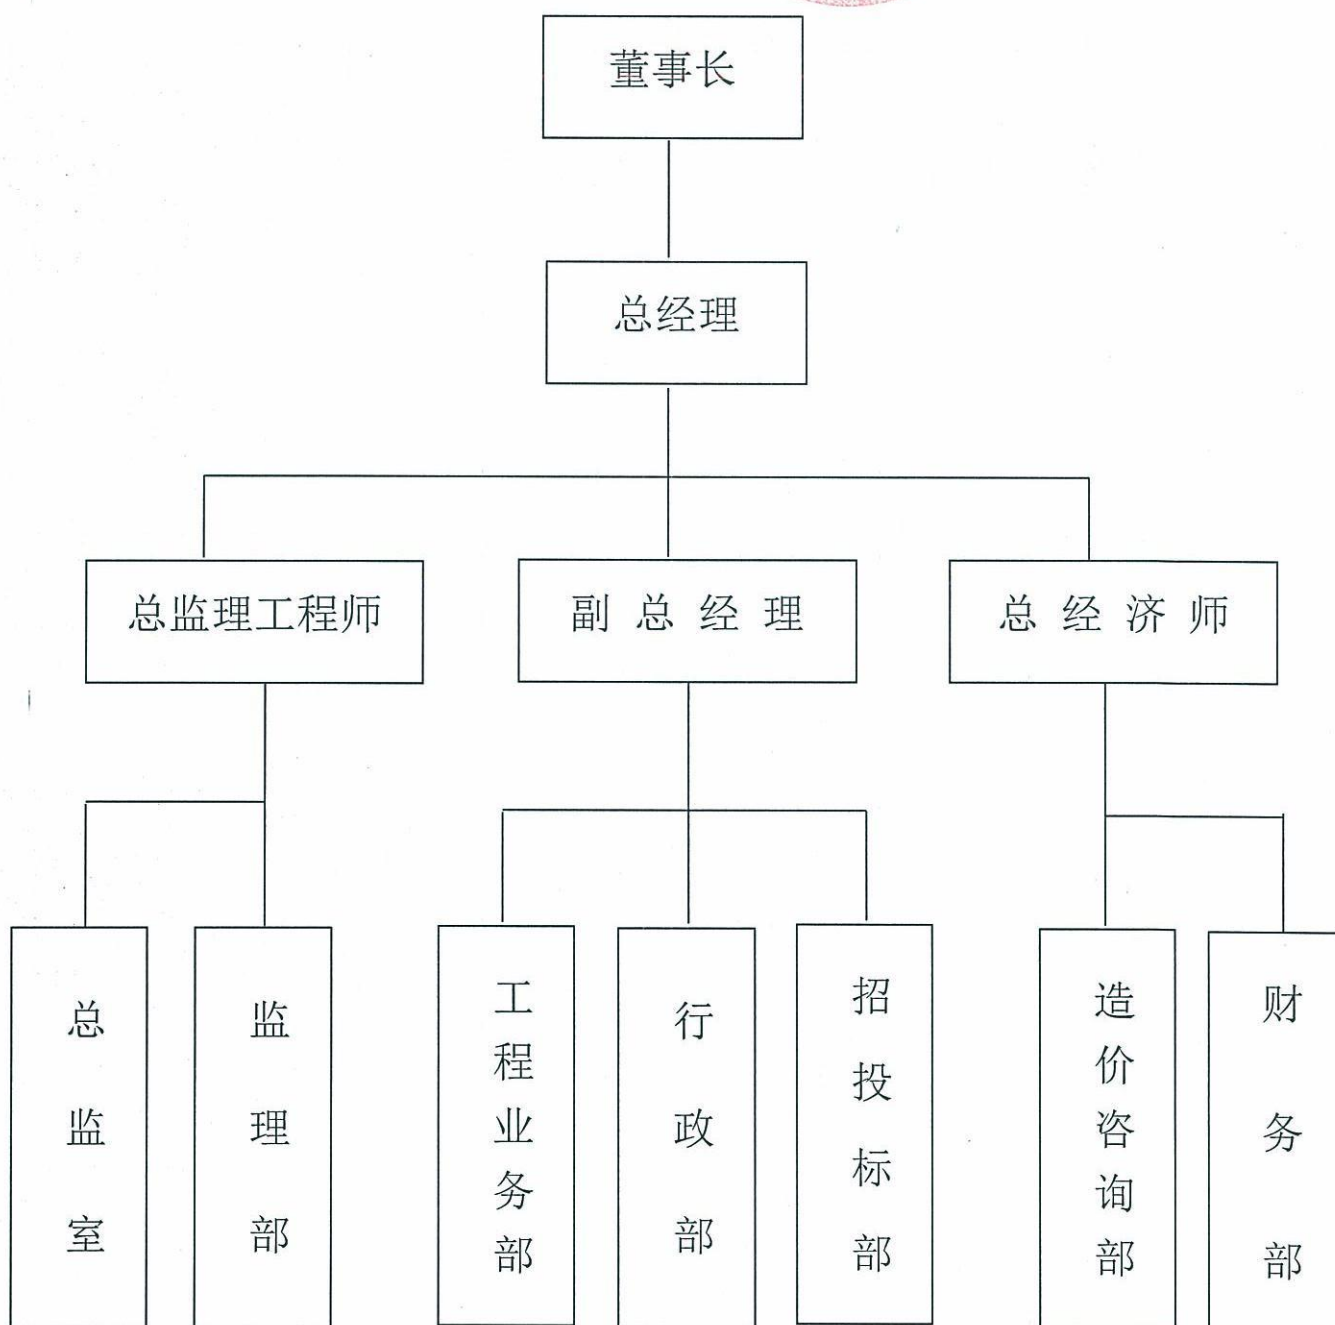 董事长
总经理
总监理工程师
副总经理
总经济师
总监室
监理部
工程业务部
行政部
招投标部
造价咨询部
财务部